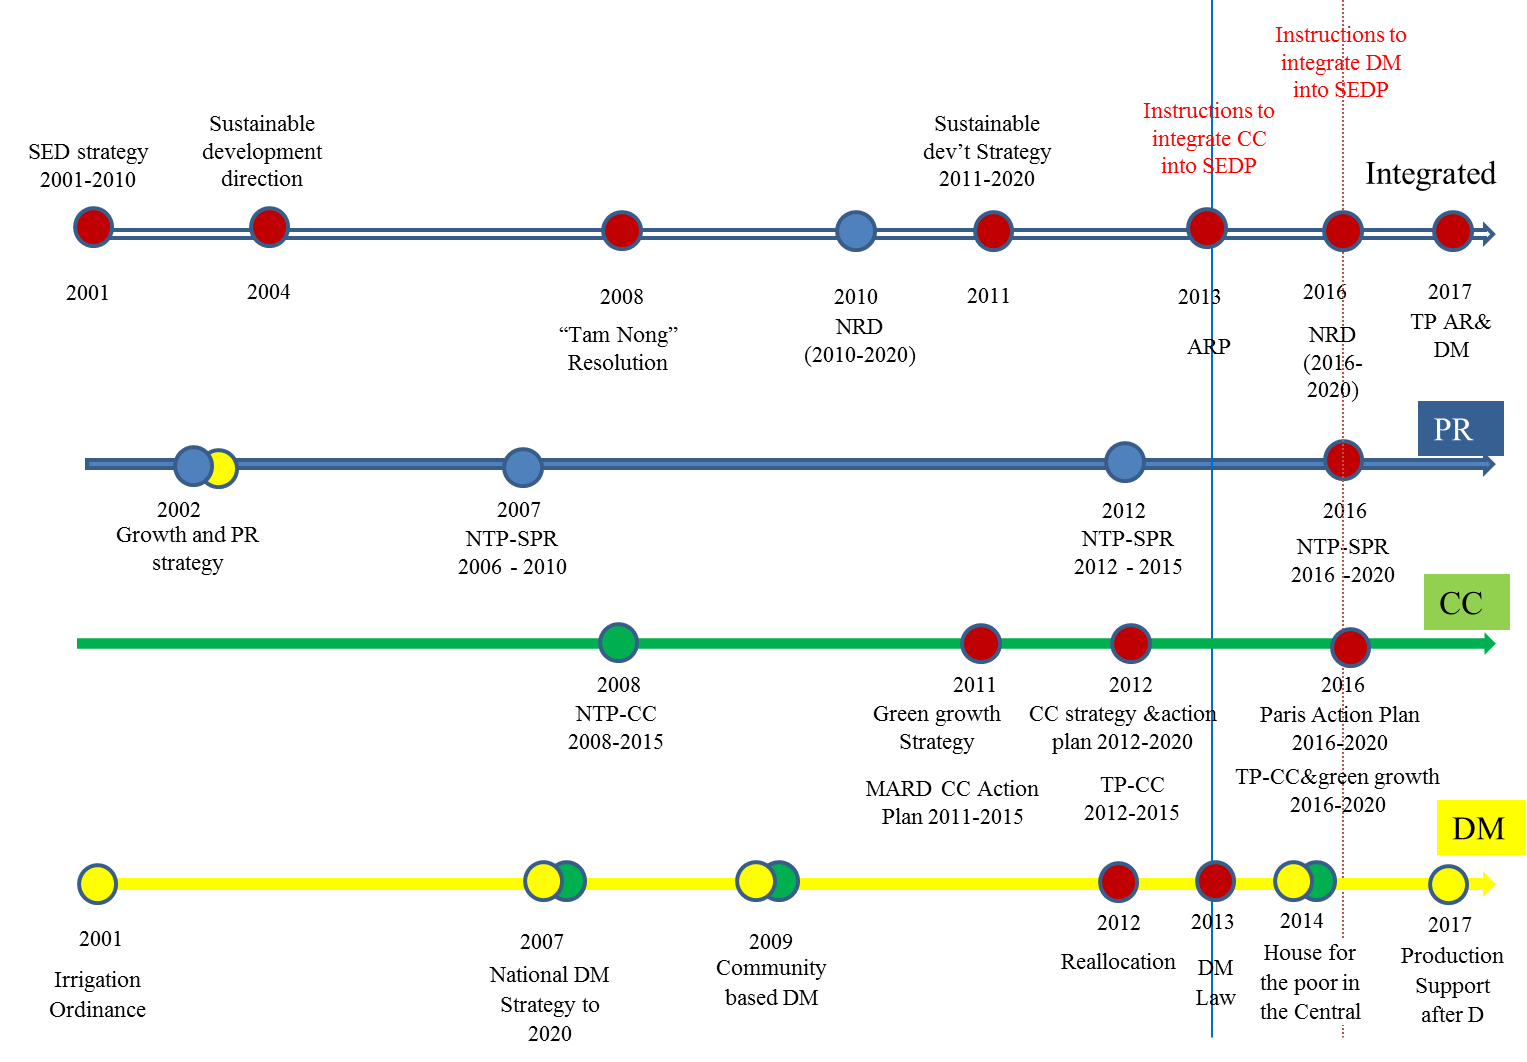 Instructions to
integrate DM
into SEDP
Instructions to
integrate CC
into SEDP
SED strategy
2001-2010
Sustainable
development
direction
Sustainable
dev’t Strategy
2011-2020
Integrated
2001
2004
2008
“Tam Nong”
Resolution
2010
NRD
(2010-2020)
2011
2013
ARP
2016
NRD
(2016-
2020)
2017
TP AR&
DM
PR
2002
Growth and PR
strategy
2007
NTP-SPR
2006 - 2010
2012
NTP-SPR
2012 - 2015
2016
NTP-SPR
2016 -2020
CC
2008
NTP-CC
2008-2015
2011
Green growth
Strategy
MARD CC Action
Plan 2011-2015
2012
CC strategy &action
plan 2012-2020
TP-CC
2012-2015
2016
Paris Action Plan
2016-2020
TP-CC&green growth
2016-2020
DM
2001
Irrigation
Ordinance
2007
National DM
Strategy to
2020
2009
Community
based DM
2012
Reallocation
2013
DM
Law
2014
House for
the poor in
the Central
2017
Production
Support
after D